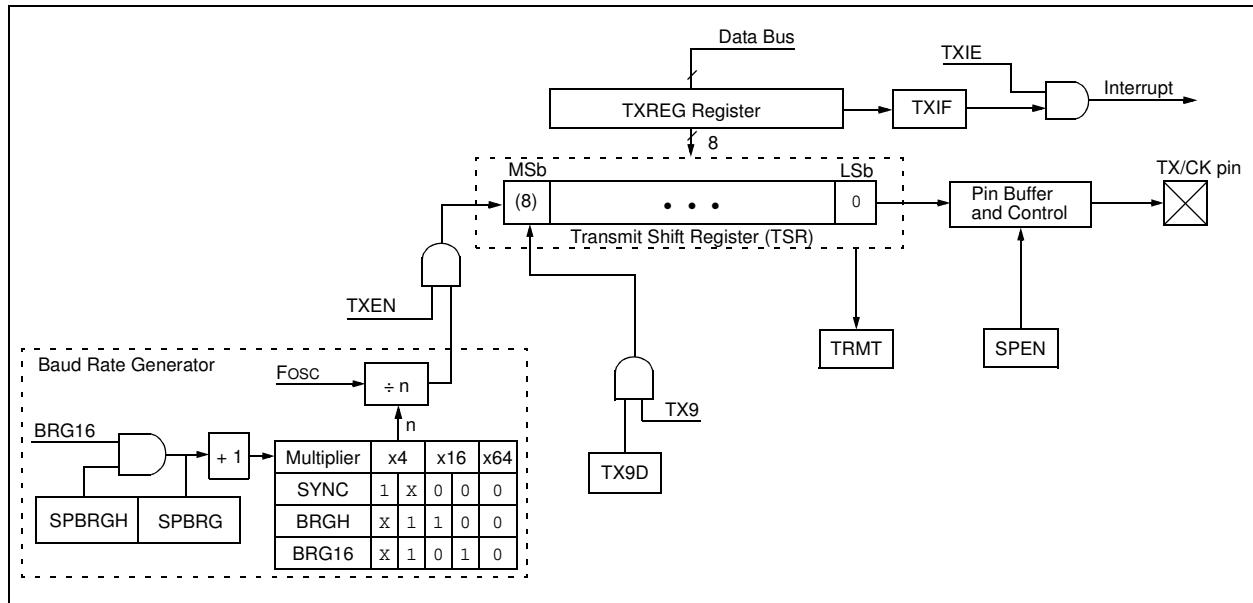 Data Bus
TXIE
Interrupt
TXREG Register
TXIF
8
MSb
LSb
TX/CK pin
(8)
• • •
0
Pin Buffer
and Control
Transmit Shift Register (TSR)
TXEN
TRMT
SPEN
Baud Rate Generator
FOSC
÷ n
TX9
n
BRG16
+ 1
TX9D
Multiplier x4 x16 x64
SYNC 1 X 0 0 0
BRGH X 1 1 0 0
BRG16 X 1 0 1 0
SPBRGH SPBRG